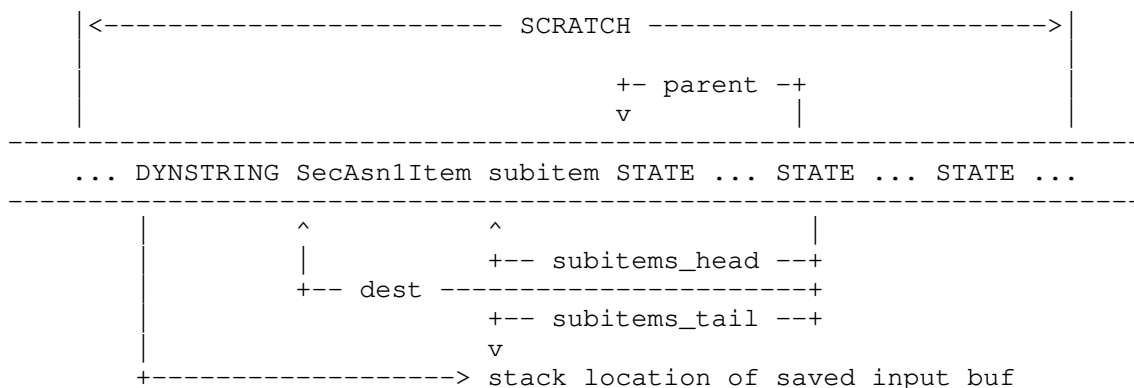 |<------------------------- SCRATCH ------------------------->|
|                                                             |
|                                 +- parent -+                |
|                                 v          |                |
-----------------------------------------------------------------------
... DYNSTRING SecAsn1Item subitem STATE ... STATE ... STATE ...
-----------------------------------------------------------------------
|         ^           ^                   |
|         |           +-- subitems_head --+
|         +-- dest -----------------------+
|                     +-- subitems_tail --+
|                     v
+-------------------> stack location of saved input buf